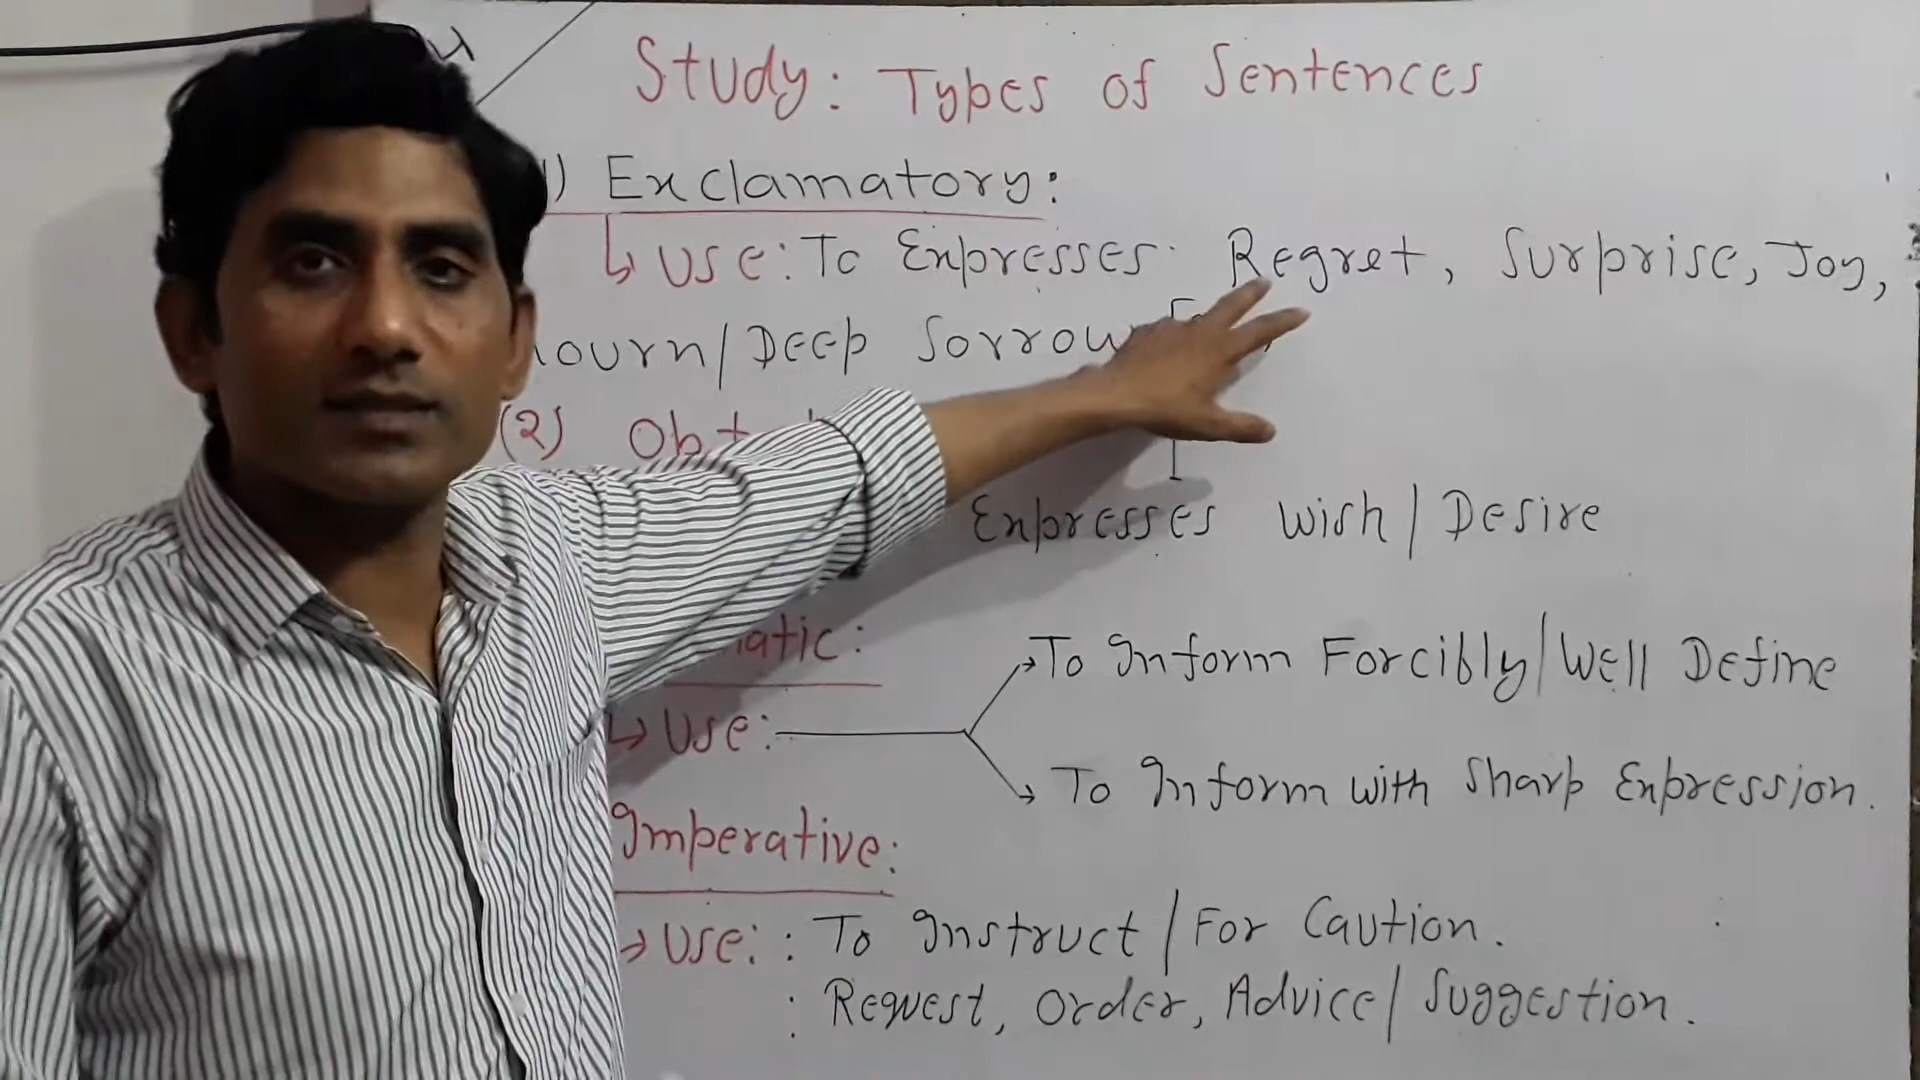 Study: Types of Sentences
1) Exclamatory:
↳ Use: To Expresses: Regret, Surprise, Joy,
/Deep Sorrow
(2)
Expresses Wish/Desire
→ To Inform Forcibly/Well Define
↳ Use:
→ To Inform with Sharp Expression.
Imperative:
→ Use: : To Instruct/For Caution.
: Request, Order, Advice/Suggestion.